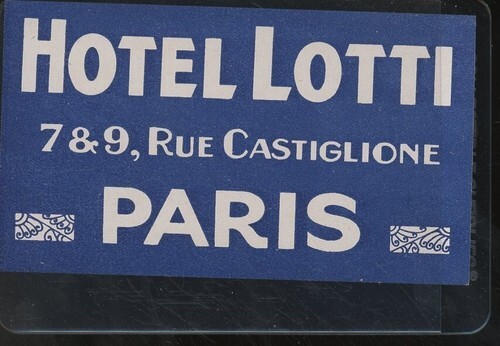 HOTEL LOTTI
7 & 9, RUE CASTIGLIONE
PARIS